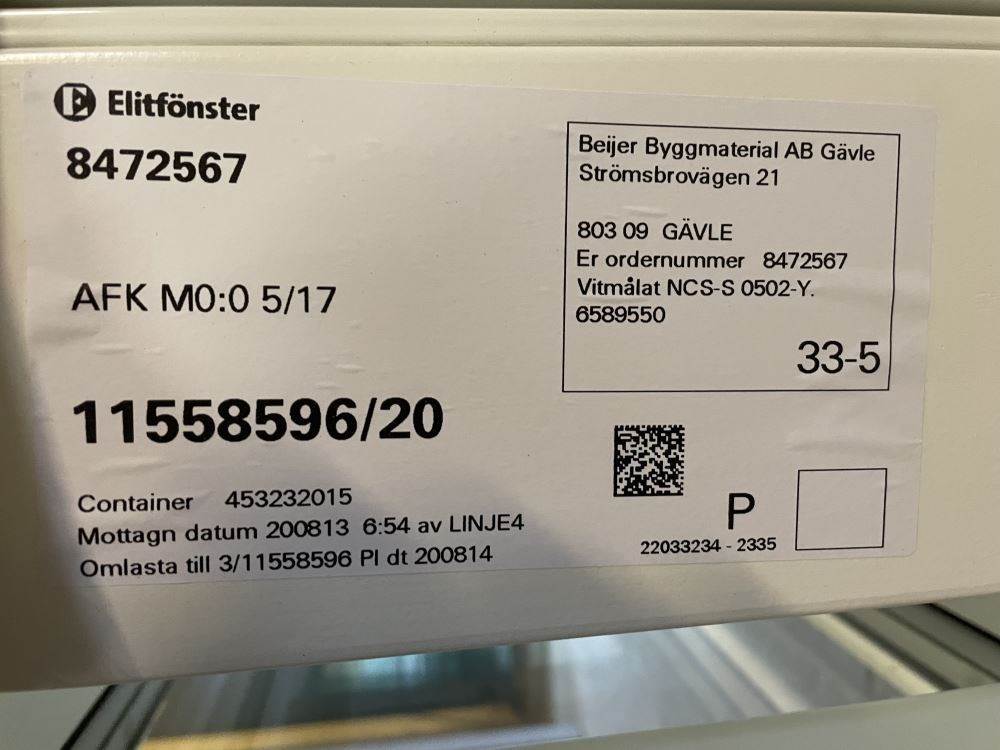 Elitfönster
8472567
AFK M0:0 5/17
11558596/20
Container 453232015
Mottagn datum 200813 6:54 av LINJE4
Omlasta till 3/11558596 Pl dt 200814
Beijer Byggmaterial AB Gävle
Strömsbrovägen 21
803 09 GÄVLE
Er ordernummer 8472567
Vitmålat NCS-S 0502-Y.
6589550
33-5
P
22033234 - 2335